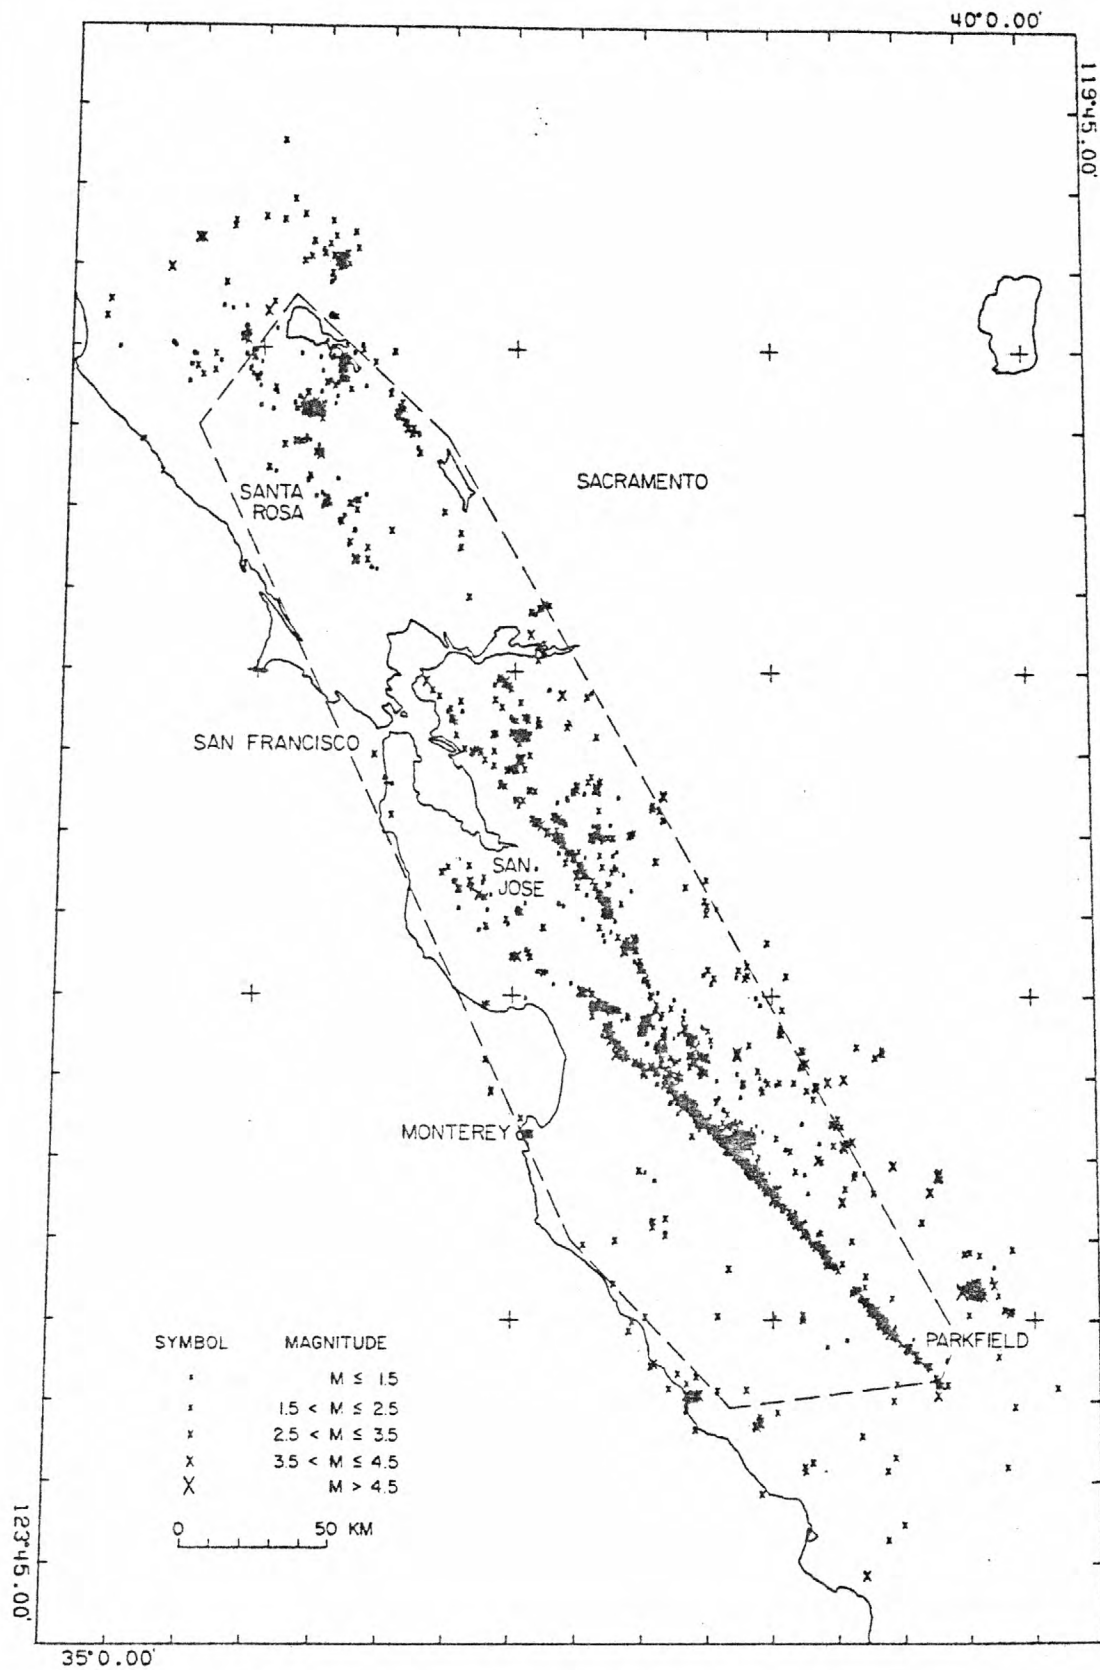 40°0.00'
119°45.00'
SACRAMENTO
SANTA
ROSA
SAN FRANCISCO
SAN
JOSE
MONTEREY
PARKFIELD
SYMBOL MAGNITUDE
x M ≤ 1.5
x 1.5 < M ≤ 2.5
x 2.5 < M ≤ 3.5
x 3.5 < M ≤ 4.5
X M > 4.5
0 50 KM
123°45.00'
35°0.00'